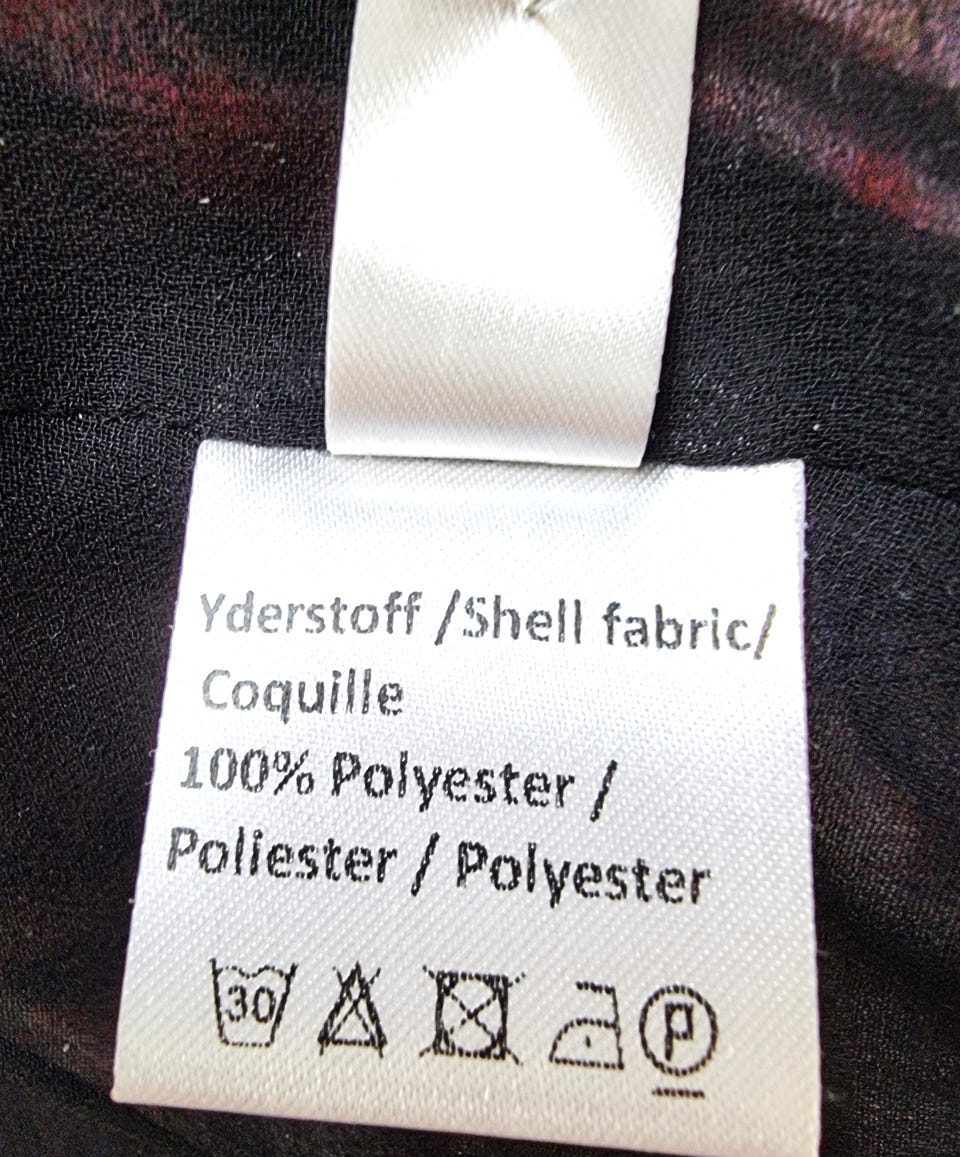 Yderstoff /Shell fabric/
Coquille
100% Polyester /
Poliester / Polyester
30 P